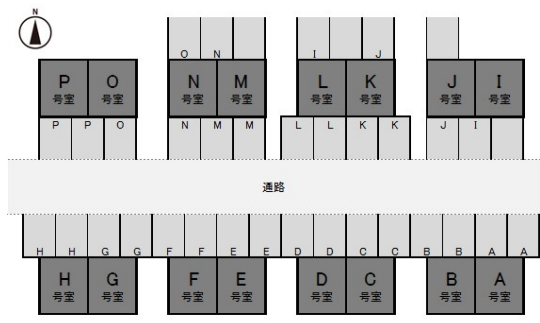 N
O N I J
P O N M L K J I
号室 号室 号室 号室 号室 号室 号室 号室
P P O N M M L L K K J I
通路
H H G G F F E E D D C C B B A A
H G F E D C B A
号室 号室 号室 号室 号室 号室 号室 号室